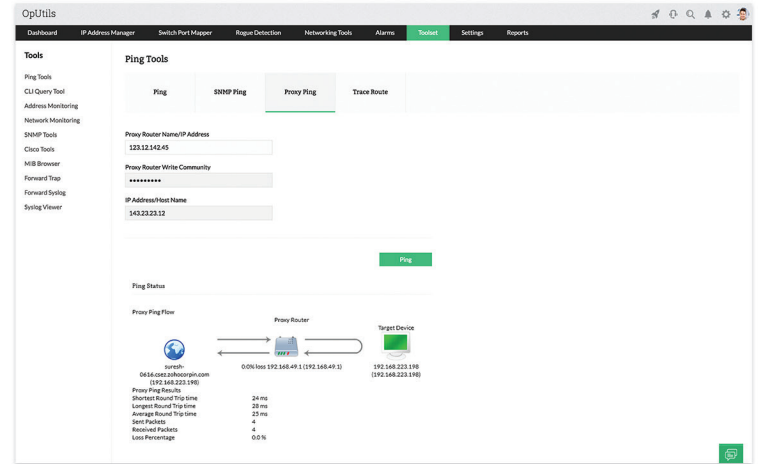 OpUtils
Dashboard IP Address Manager Switch Port Mapper Rogue Detection Networking Tools Alarms Toolset Settings Reports
Tools
Ping Tools
CLI Query Tool
Address Monitoring
Network Monitoring
SNMP Tools
Cisco Tools
MIB Browser
Forward Trap
Forward Syslog
Syslog Viewer
Ping Tools
Ping SNMP Ping Proxy Ping Trace Route
Proxy Router Name/IP Address
123.12.142.45
Proxy Router Write Community
•••••••••
IP Address/Host Name
143.23.23.12
Ping
Ping Status
Proxy Ping Flow
Proxy Router
Target Device
suresh-
0616.csez.zohocorpin.com
(192.168.223.198)
0.0% loss 192.168.49.1 (192.168.49.1)
192.168.223.198
(192.168.223.198)
Proxy Ping Results
Shortest Round Trip time 24 ms
Longest Round Trip time 28 ms
Average Round Trip time 25 ms
Sent Packets 4
Received Packets 4
Loss Percentage 0.0 %